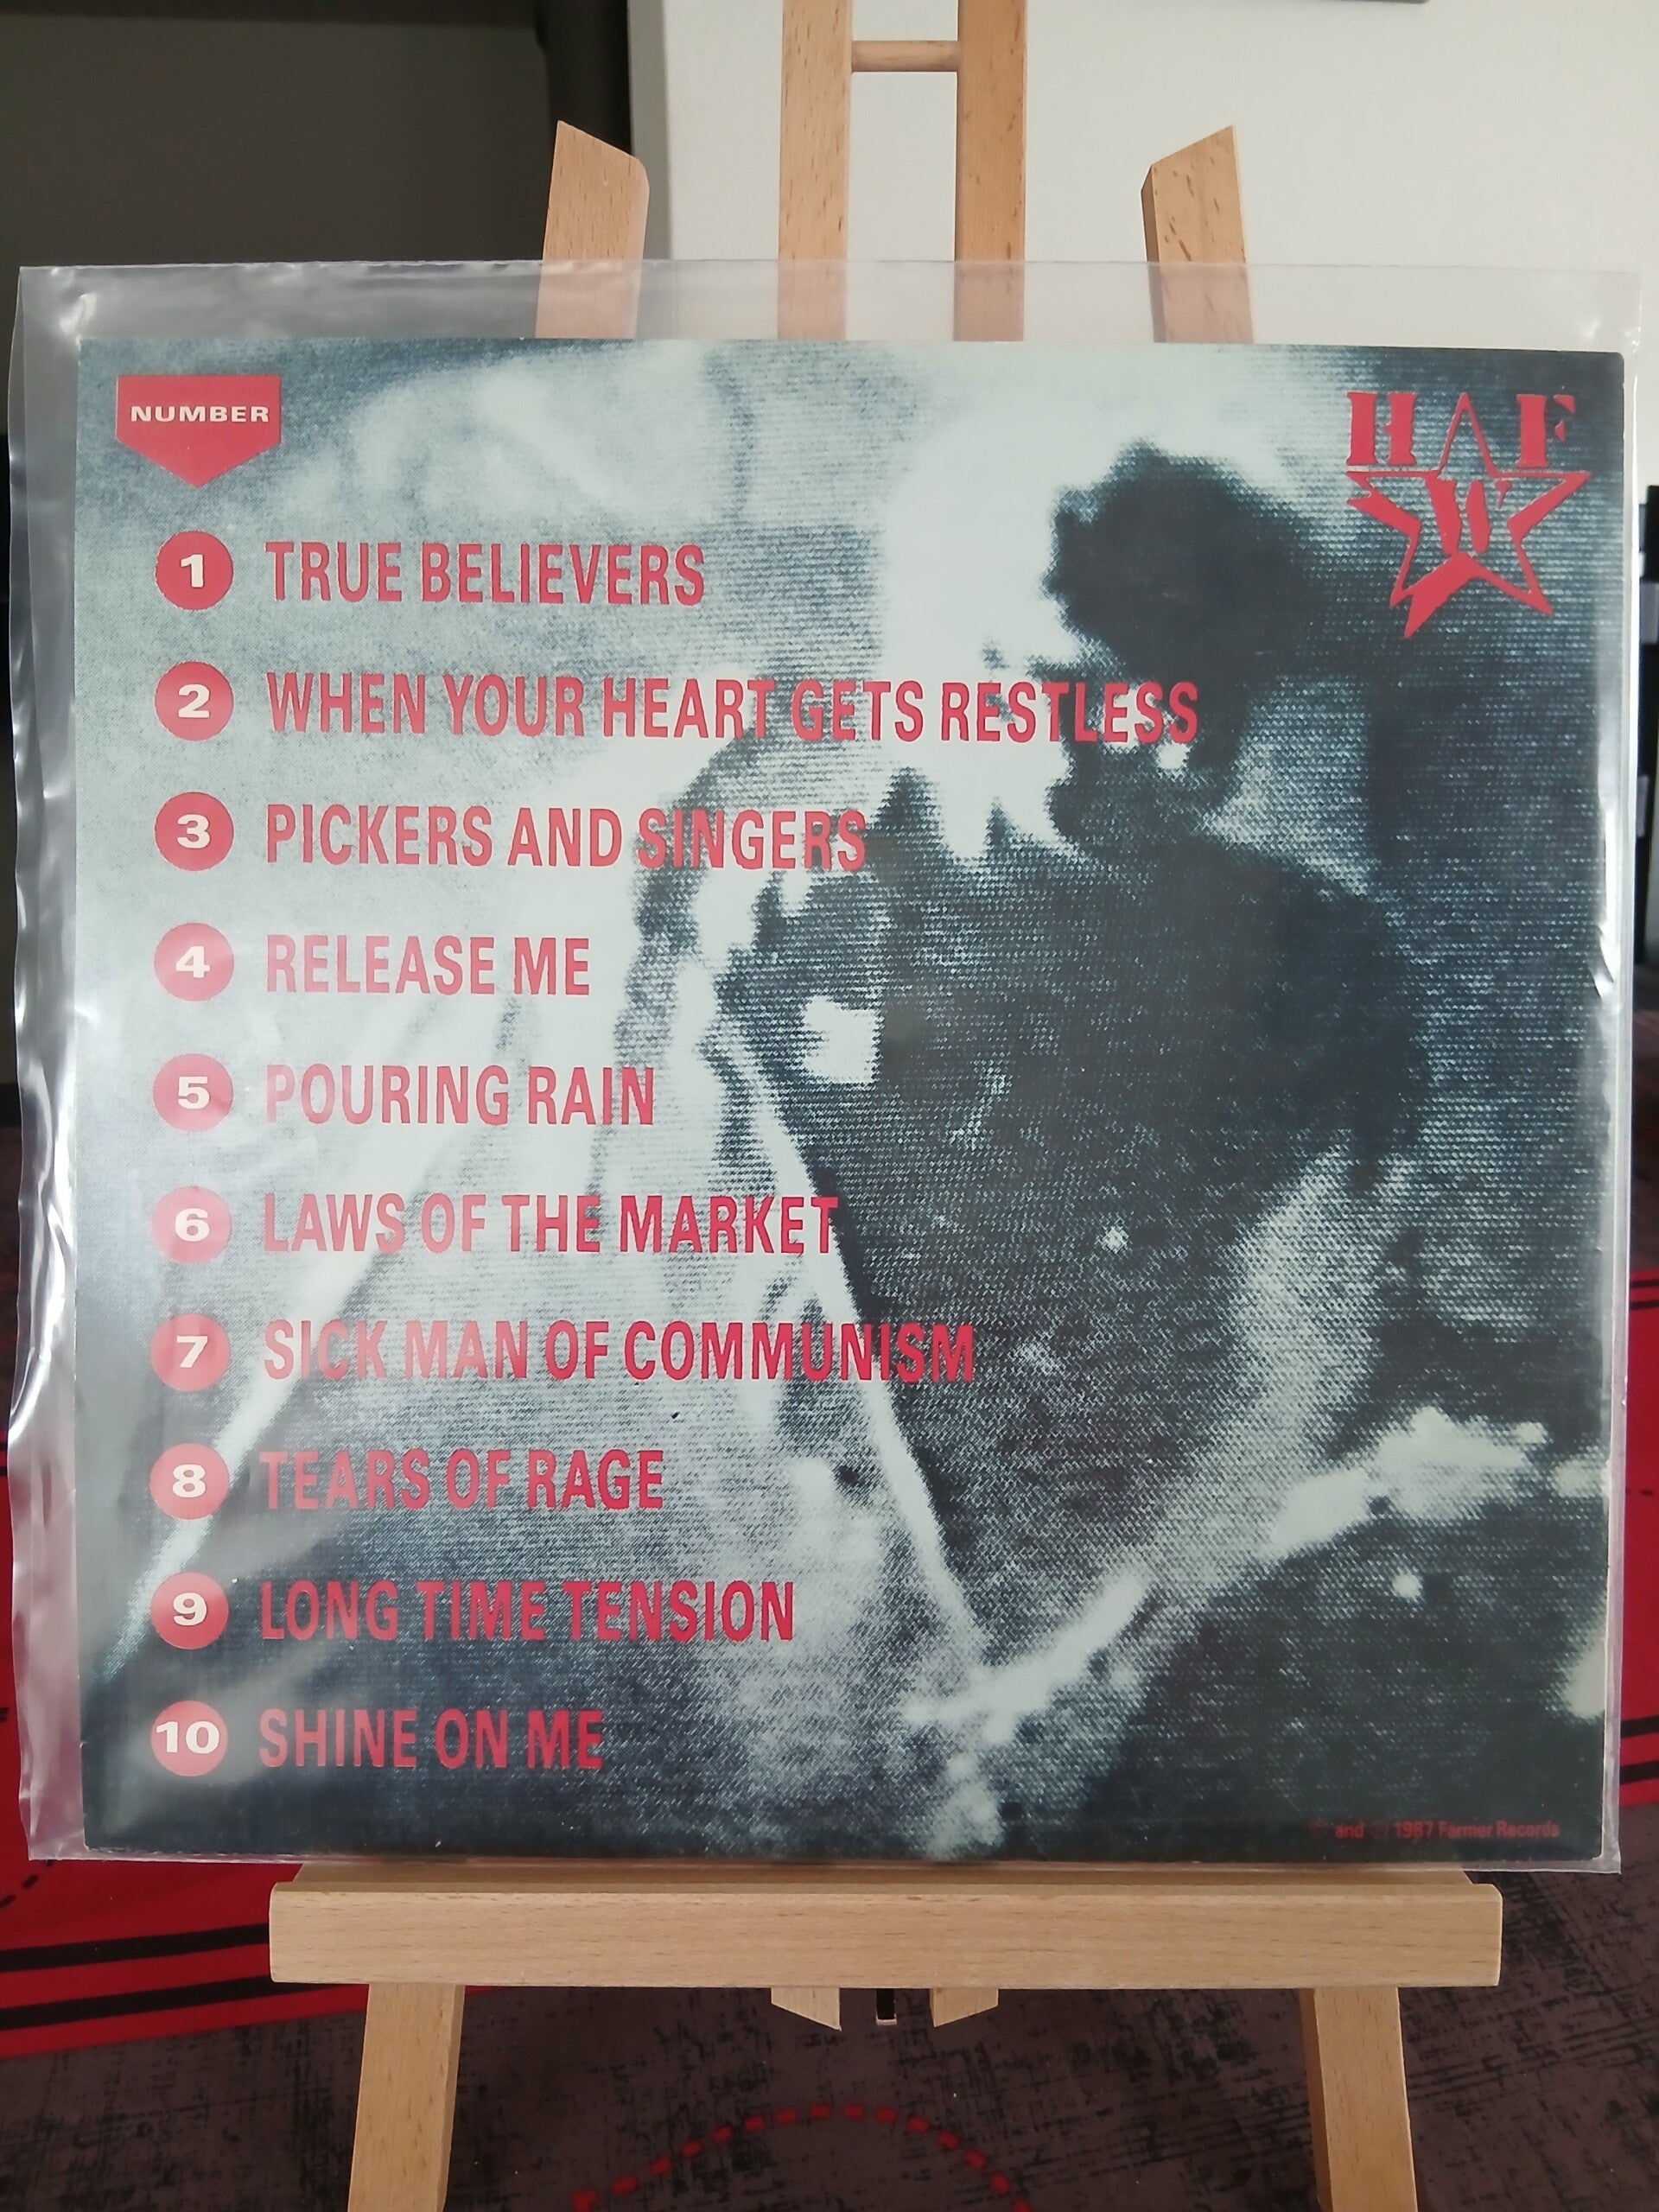 NUMBER
H F
W
1 TRUE BELIEVERS
2 WHEN YOUR HEART GETS RESTLESS
3 PICKERS AND SINGERS
4 RELEASE ME
5 POURING RAIN
6 LAWS OF THE MARKET
7 SICK MAN OF COMMUNISM
8 TEARS OF RAGE
9 LONG TIME TENSION
10 SHINE ON ME
© and ℗ 1987 Farmer Records